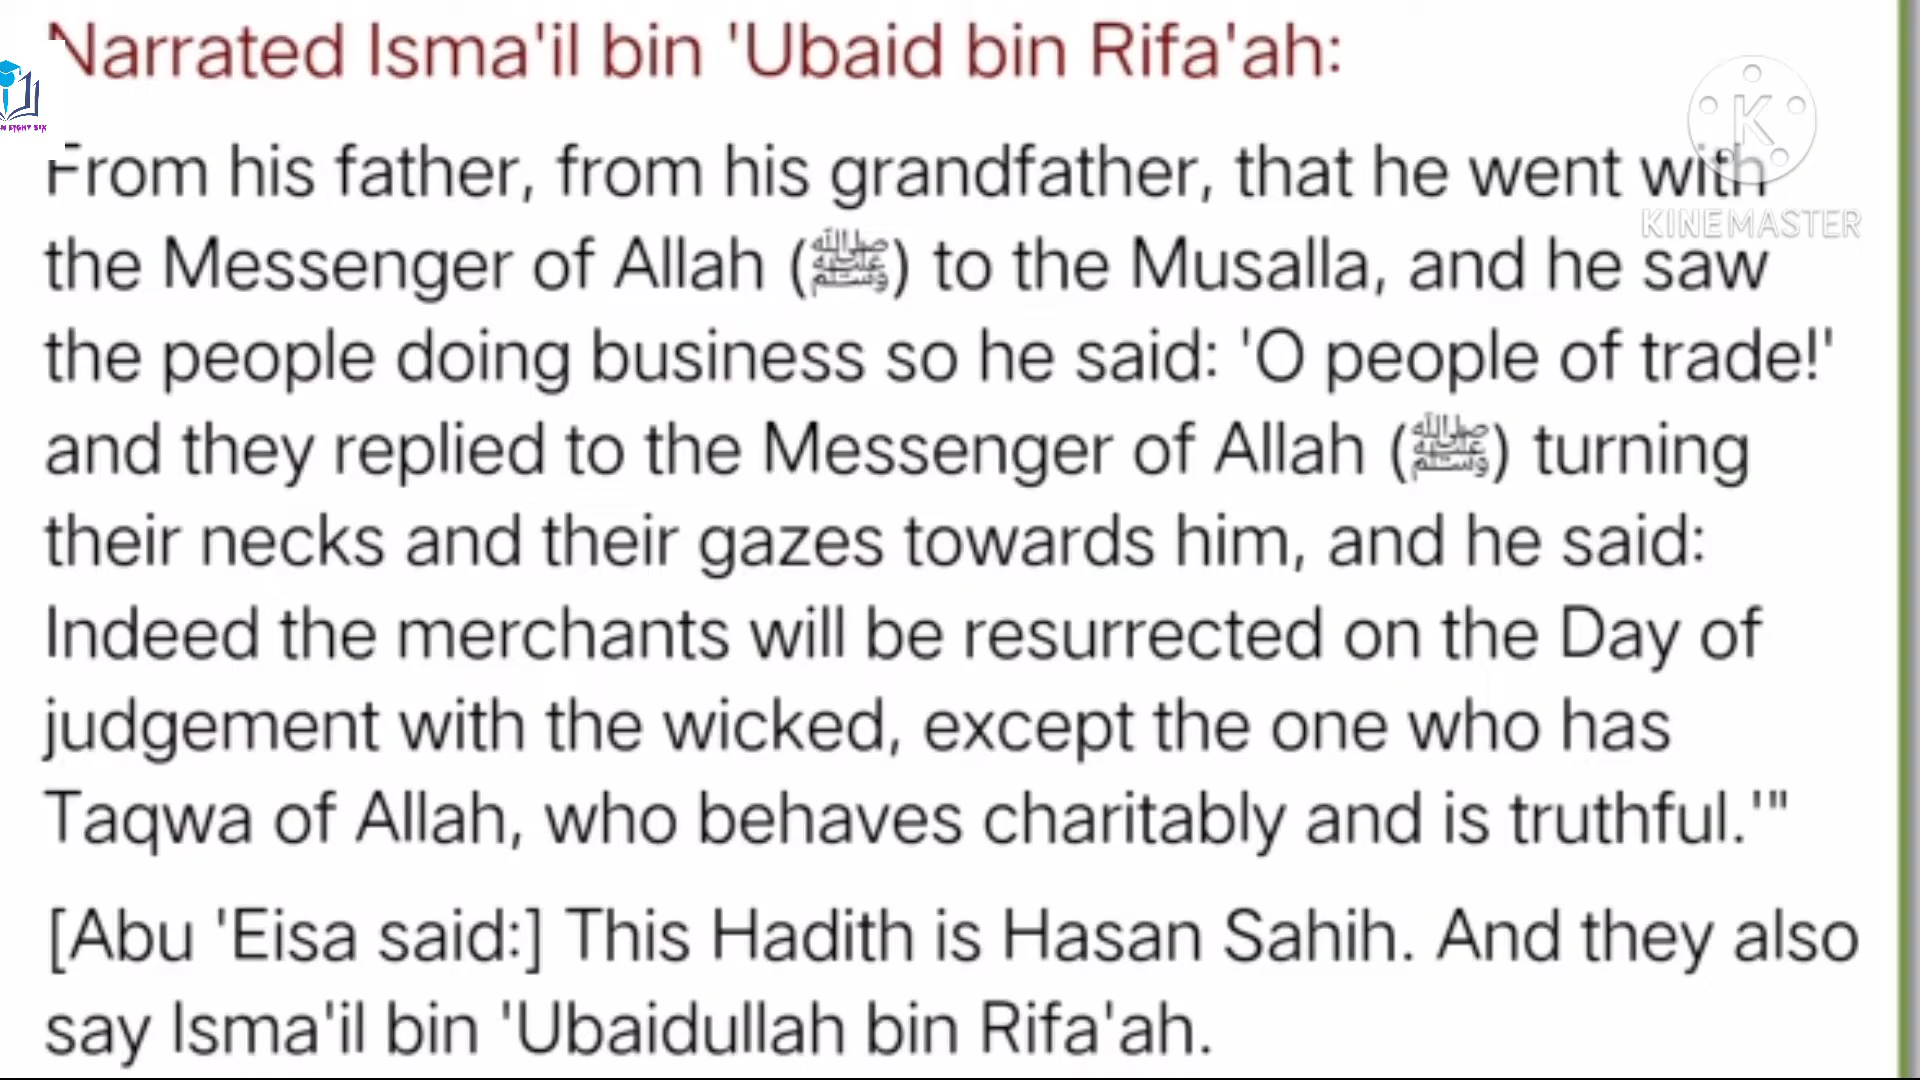 Narrated Isma'il bin 'Ubaid bin Rifa'ah:
N EIGHT SIX
K
KINEMASTER
From his father, from his grandfather, that he went with
the Messenger of Allah (ﷺ) to the Musalla, and he saw
the people doing business so he said: 'O people of trade!'
and they replied to the Messenger of Allah (ﷺ) turning
their necks and their gazes towards him, and he said:
Indeed the merchants will be resurrected on the Day of
judgement with the wicked, except the one who has
Taqwa of Allah, who behaves charitably and is truthful.'"
[Abu 'Eisa said:] This Hadith is Hasan Sahih. And they also
say Isma'il bin 'Ubaidullah bin Rifa'ah.